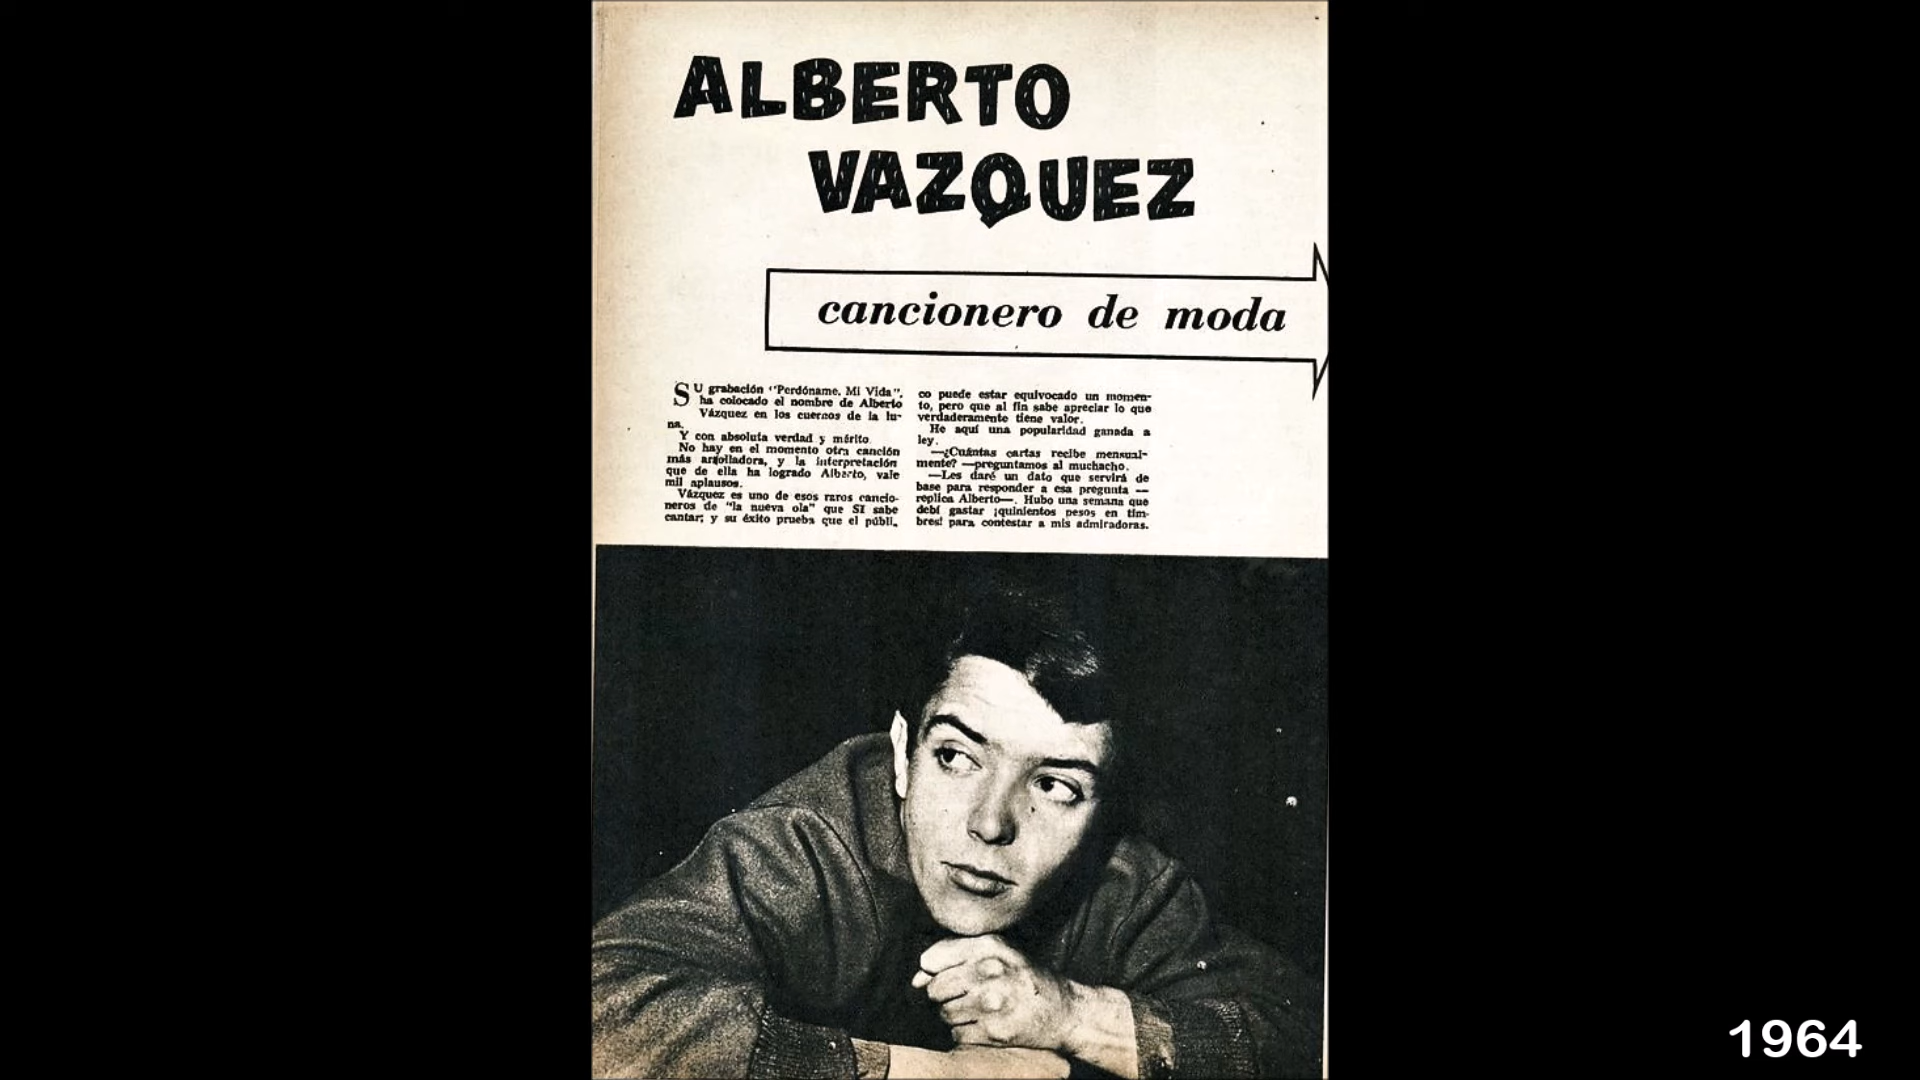 ALBERTO
VAZQUEZ
cancionero de moda
SU grabación "Perdóname, Mi Vida",
ha colocado el nombre de Alberto
Vázquez en los cuernos de la lu-
na.
Y con absoluta verdad y mérito.
No hay en el momento otra canción
más arrolladora, y la interpretación
que de ella ha logrado Alberto, vale
mil aplausos.
Vázquez es uno de esos raros cancio-
neros de "la nueva ola" que SI sabe
cantar; y su éxito prueba que el públi-
co puede estar equivocado un momen-
to, pero que al fin sabe apreciar lo que
verdaderamente tiene valor.
He aquí una popularidad ganada a
ley.
—¿Cuántas cartas recibe mensual-
mente? —preguntamos al muchacho.
—Les daré un dato que servirá de
base para responder a esa pregunta —
replica Alberto—. Hubo una semana que
debí gastar ¡quinientos pesos en tim-
bres! para contestar a mis admiradoras.
1964